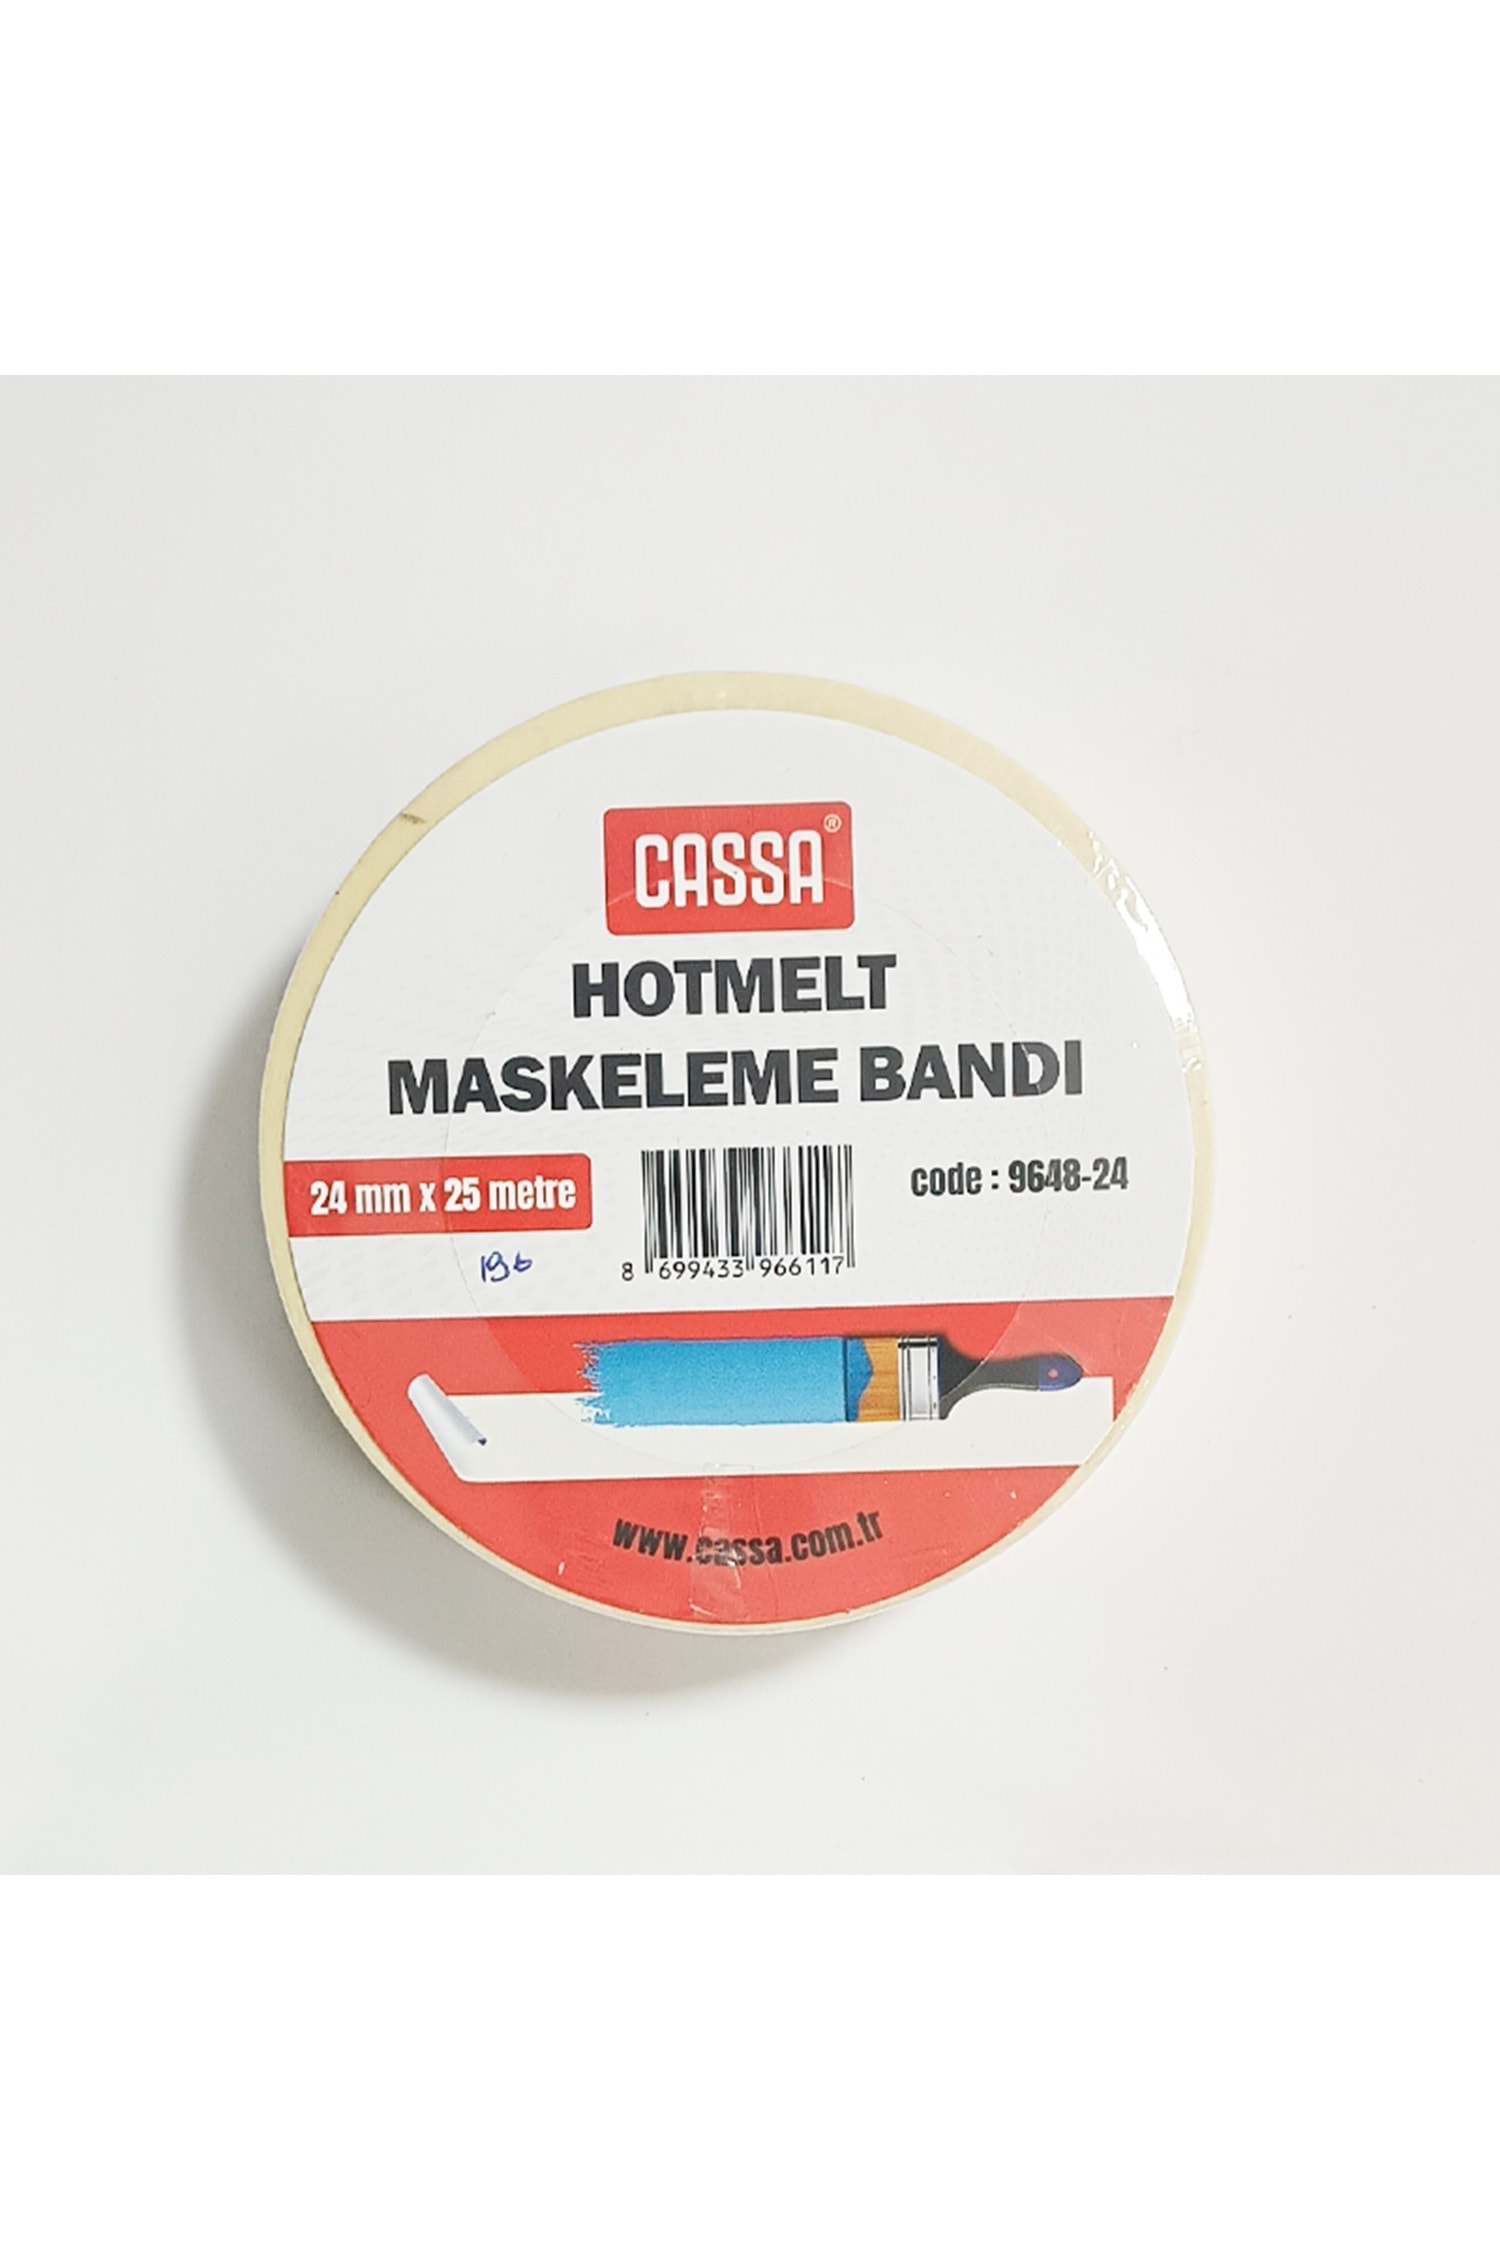 CASSA®
HOTMELT
MASKELEME BANDI
24 mm x 25 metre
code : 9648-24
8 699433 966117
www.cassa.com.tr